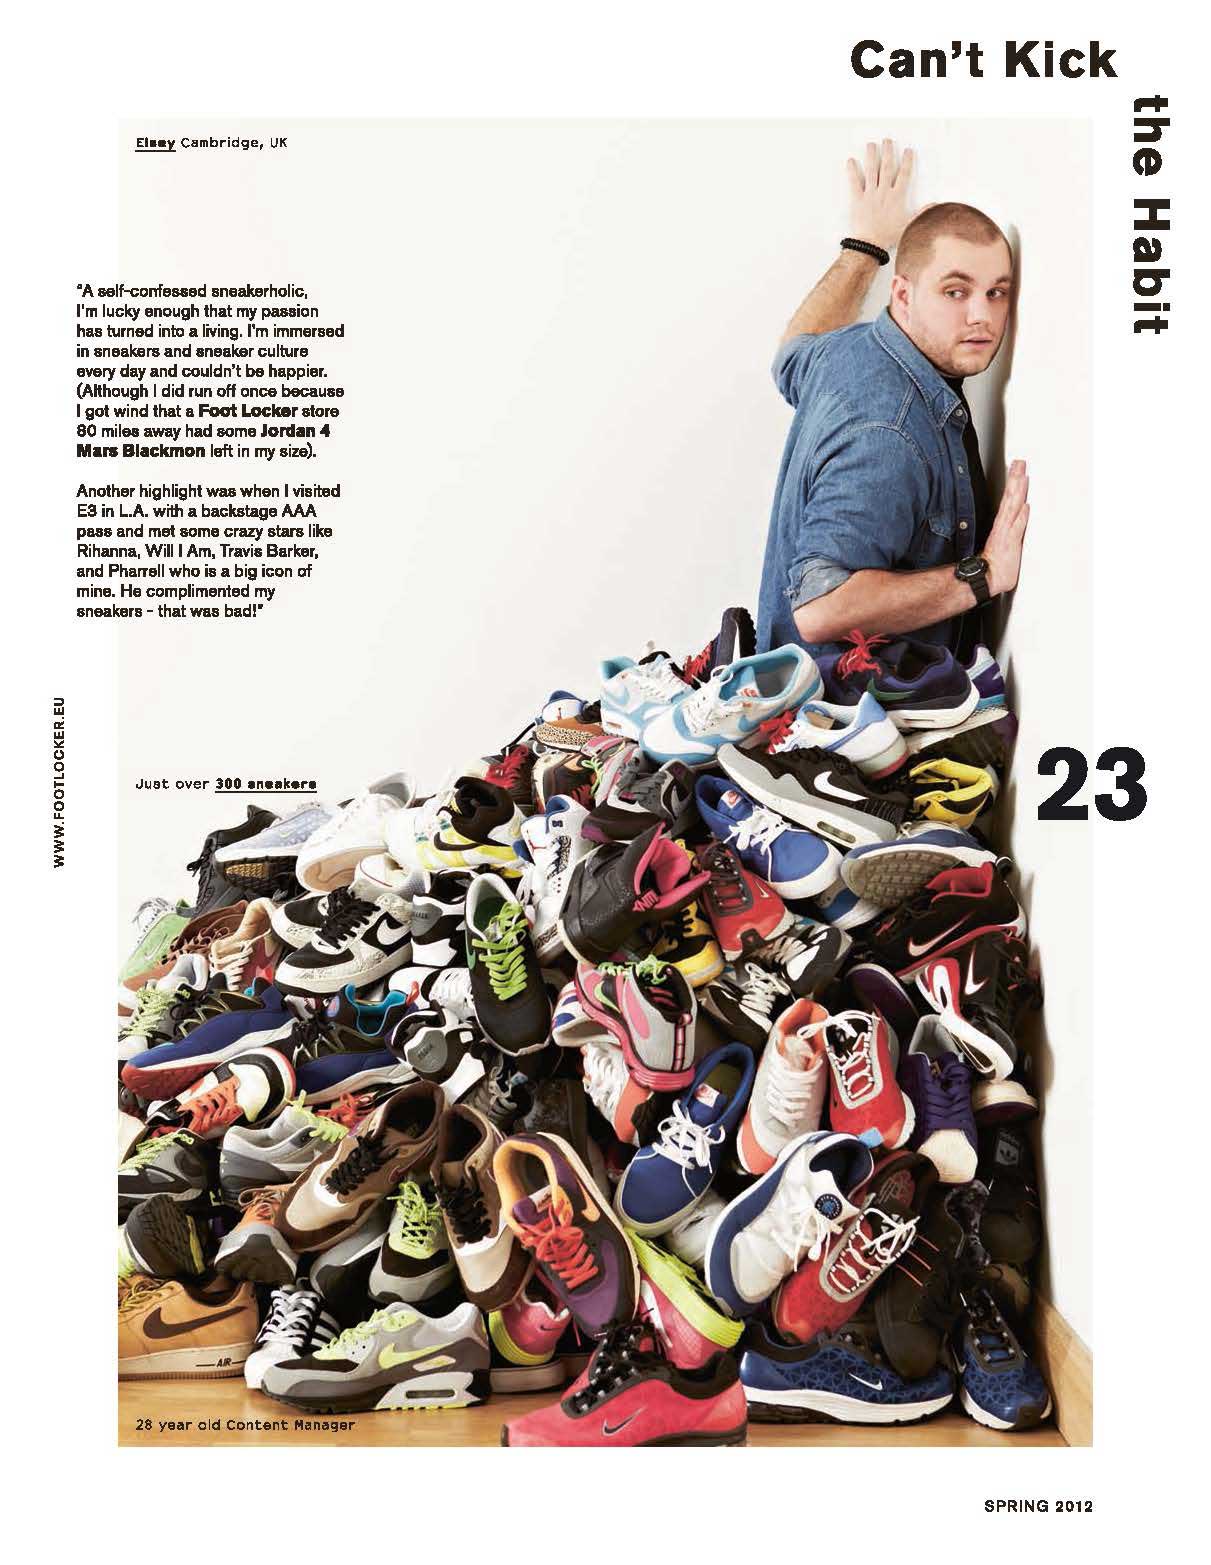 Can't Kick
the Habit
Elsey Cambridge, UK
"A self-confessed sneakerholic,
I'm lucky enough that my passion
has turned into a living. I'm immersed
in sneakers and sneaker culture
every day and couldn't be happier.
(Although I did run off once because
I got wind that a Foot Locker store
80 miles away had some Jordan 4
Mars Blackmon left in my size).
Another highlight was when I visited
E3 in L.A. with a backstage AAA
pass and met some crazy stars like
Rihanna, Will I Am, Travis Barker,
and Pharrell who is a big icon of
mine. He complimented my
sneakers - that was bad!"
WWW.FOOTLOCKER.EU
Just over 300 sneakers
23
AIR
28 year old Content Manager
SPRING 2012